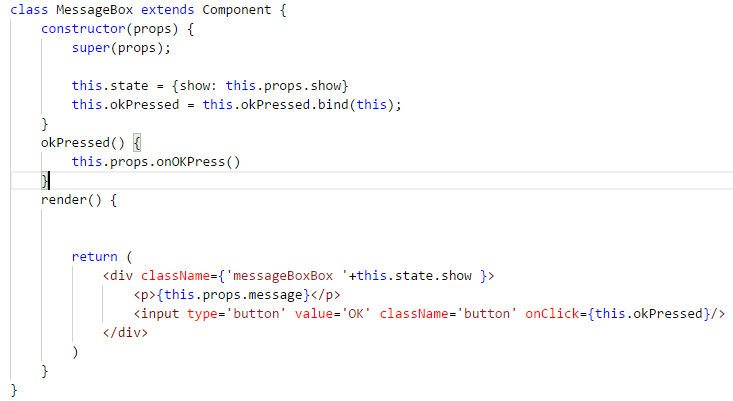 class MessageBox extends Component {
    constructor(props) {
        super(props);

        this.state = {show: this.props.show}
        this.okPressed = this.okPressed.bind(this);
    }
    okPressed() {
        this.props.onOKPress()
    }
    render() {


        return (
            <div className={'messageBoxBox '+this.state.show }>
                <p>{this.props.message}</p>
                <input type='button' value='OK' className='button' onClick={this.okPressed}/>
            </div>
        )
    }
}